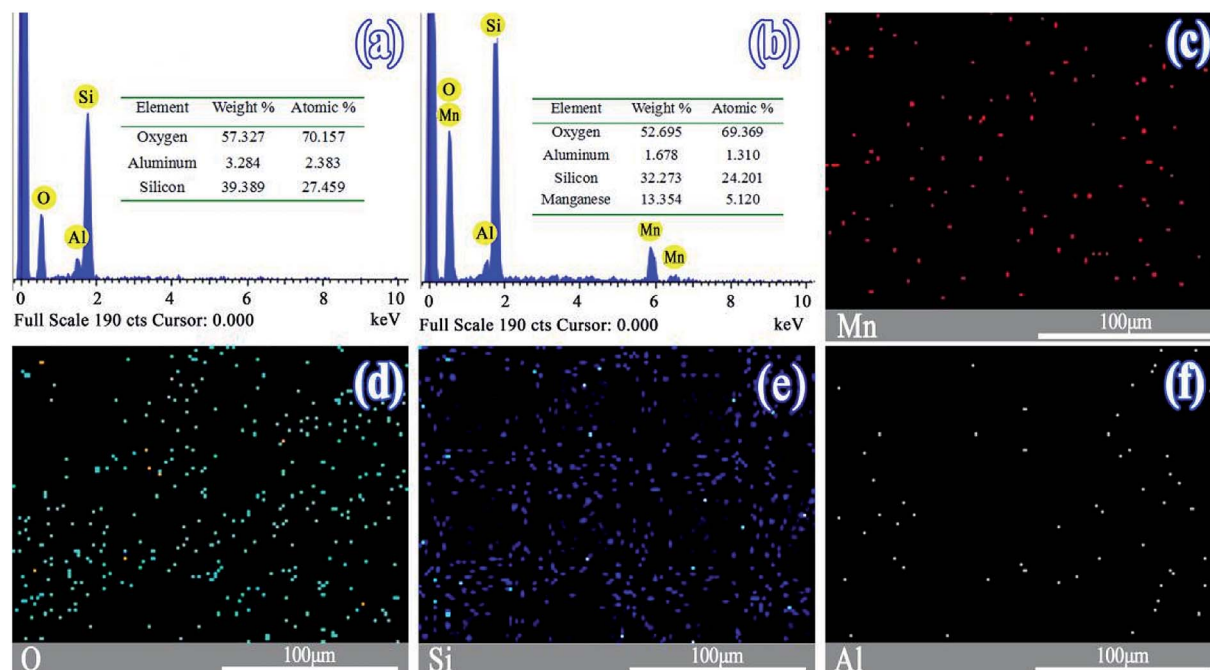 (a)
Si
Element Weight % Atomic %
Oxygen 57.327 70.157
Aluminum 3.284 2.383
Silicon 39.389 27.459
O
Al
0 2 4 6 8 10
Full Scale 190 cts Cursor: 0.000 keV
(b)
Si
O
Mn
Element Weight % Atomic %
Oxygen 52.695 69.369
Aluminum 1.678 1.310
Silicon 32.273 24.201
Manganese 13.354 5.120
Al
Mn
Mn
0 2 4 6 8 10
Full Scale 190 cts Cursor: 0.000 keV
(c)
Mn 100µm
(d)
O 100µm
(e)
Si 100µm
(f)
Al 100µm